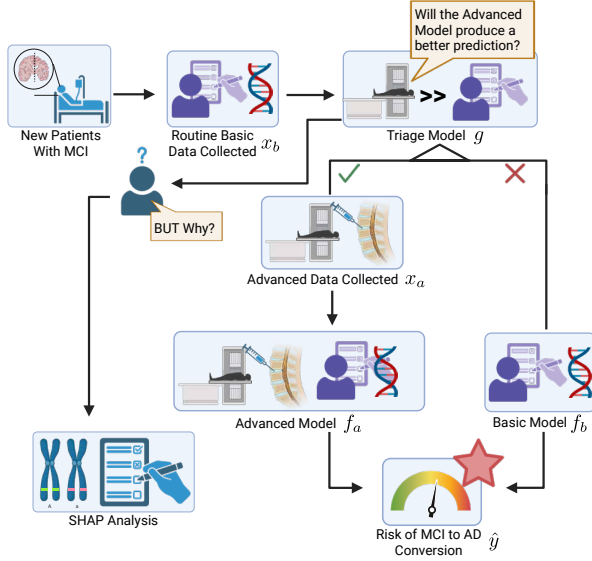 Will the Advanced
Model produce a
better prediction?
>>
New Patients
With MCI
Routine Basic
Data Collected x_b
Triage Model g
?
BUT Why?
Advanced Data Collected x_a
Advanced Model f_a
Basic Model f_b
A
a
SHAP Analysis
Risk of MCI to AD
Conversion ŷ